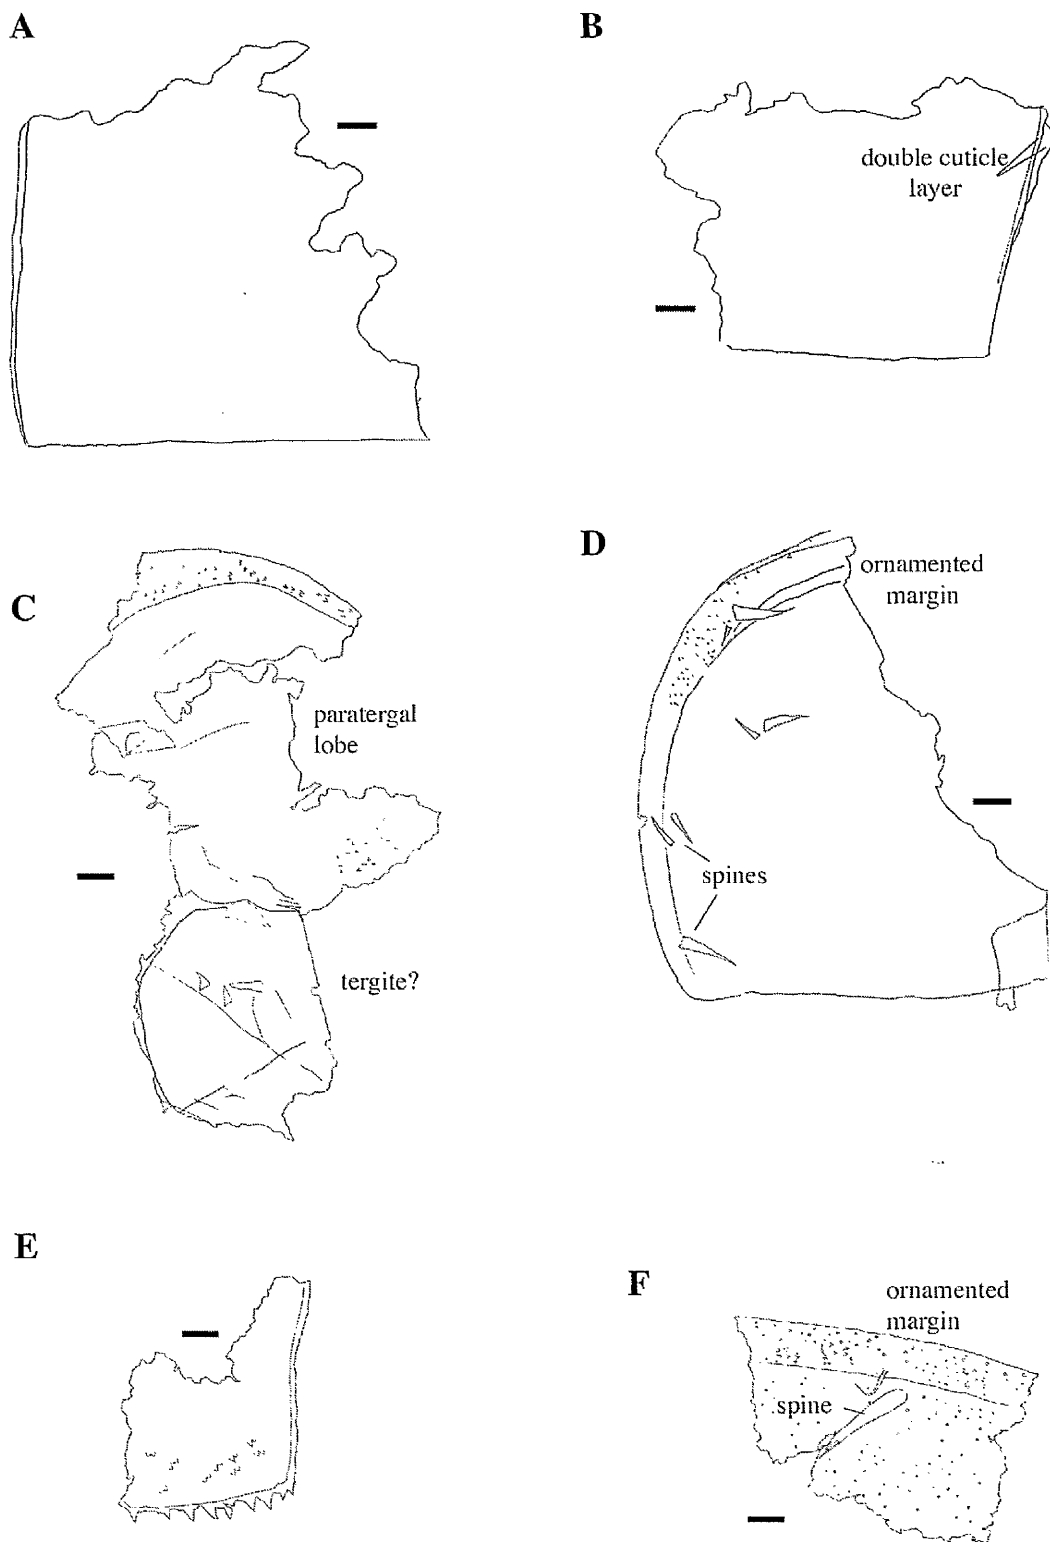 A
B
double cuticle
layer
C
paratergal
lobe
tergite?
D
ornamented
margin
spines
E
F
ornamented
margin
spine